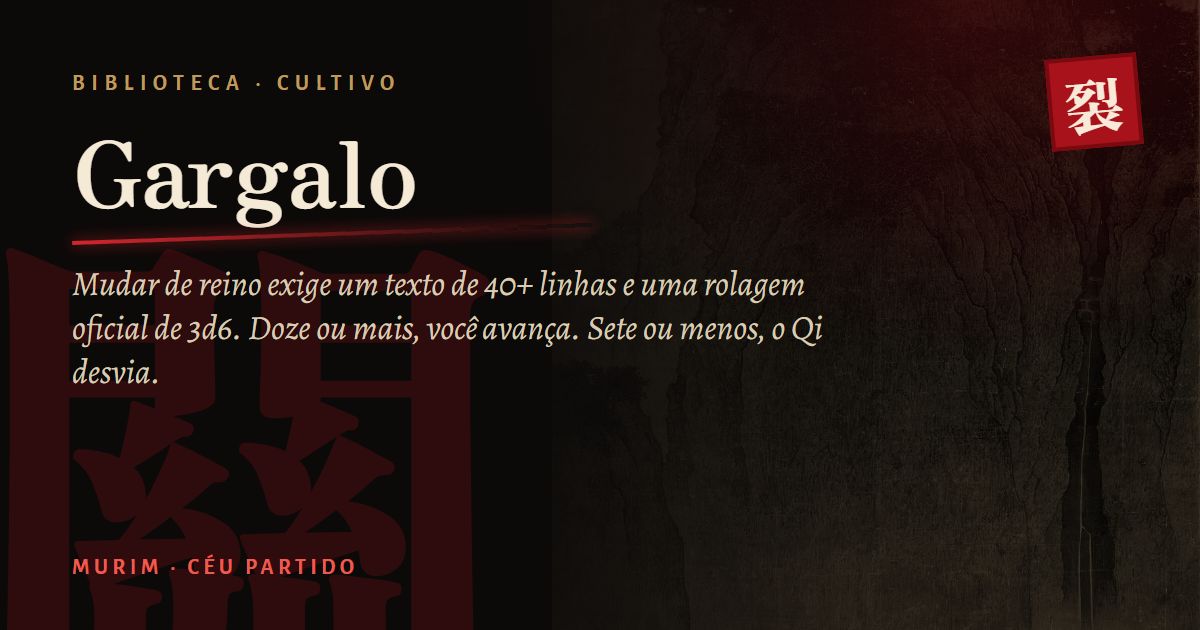 BIBLIOTECA · CULTIVO
裂
Gargalo
Mudar de reino exige um texto de 40+ linhas e uma rolagem
oficial de 3d6. Doze ou mais, você avança. Sete ou menos, o Qi
desvia.
關
MURIM · CÉU PARTIDO